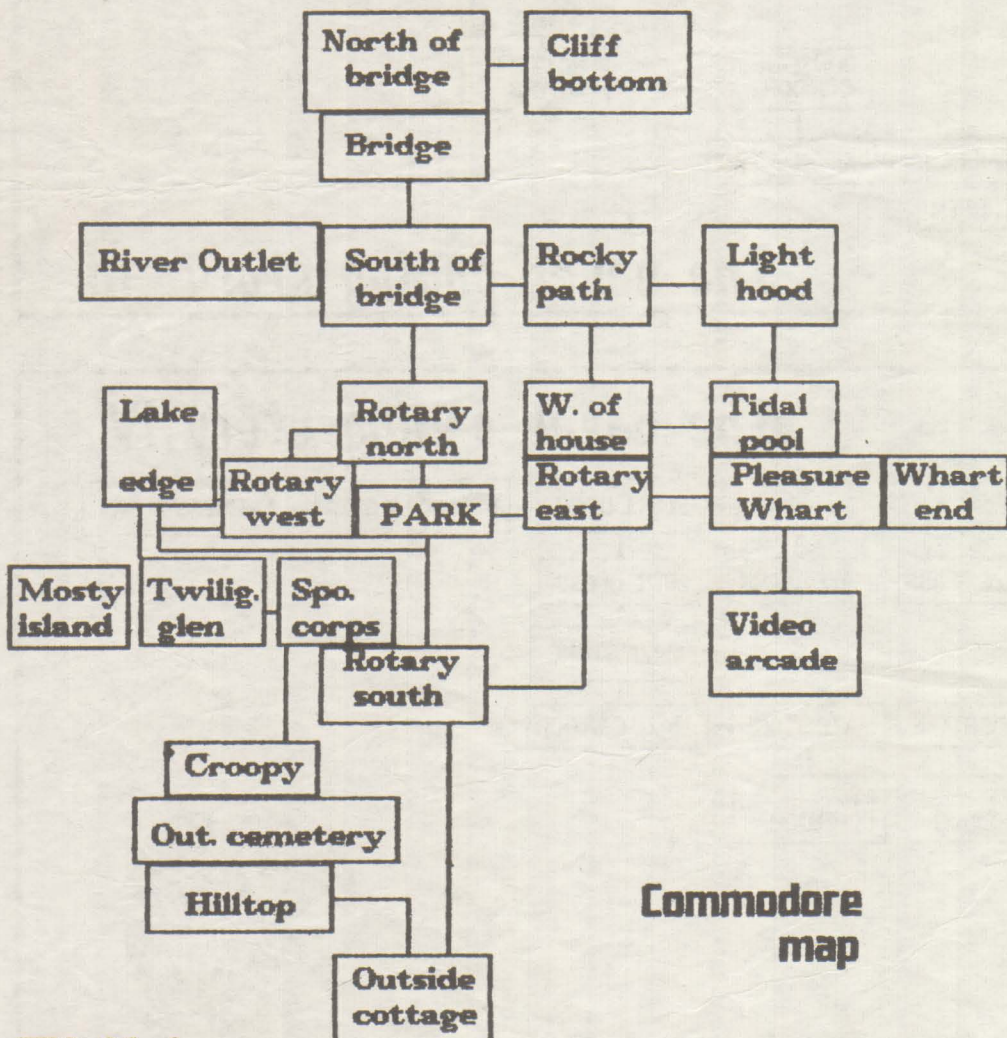 North of
bridge
Cliff
bottom
Bridge
River Outlet
South of
bridge
Rocky
path
Light
hood
Lake
edge
Rotary
north
W. of
house
Tidal
pool
Rotary
west
PARK
Rotary
east
Pleasure
Whart
Whart
end
Mosty
island
Twilig.
glen
Spo.
corps
Rotary
south
Video
arcade
Croopy
Out. cemetery
Hilltop
Commodore
map
Outside
cottage